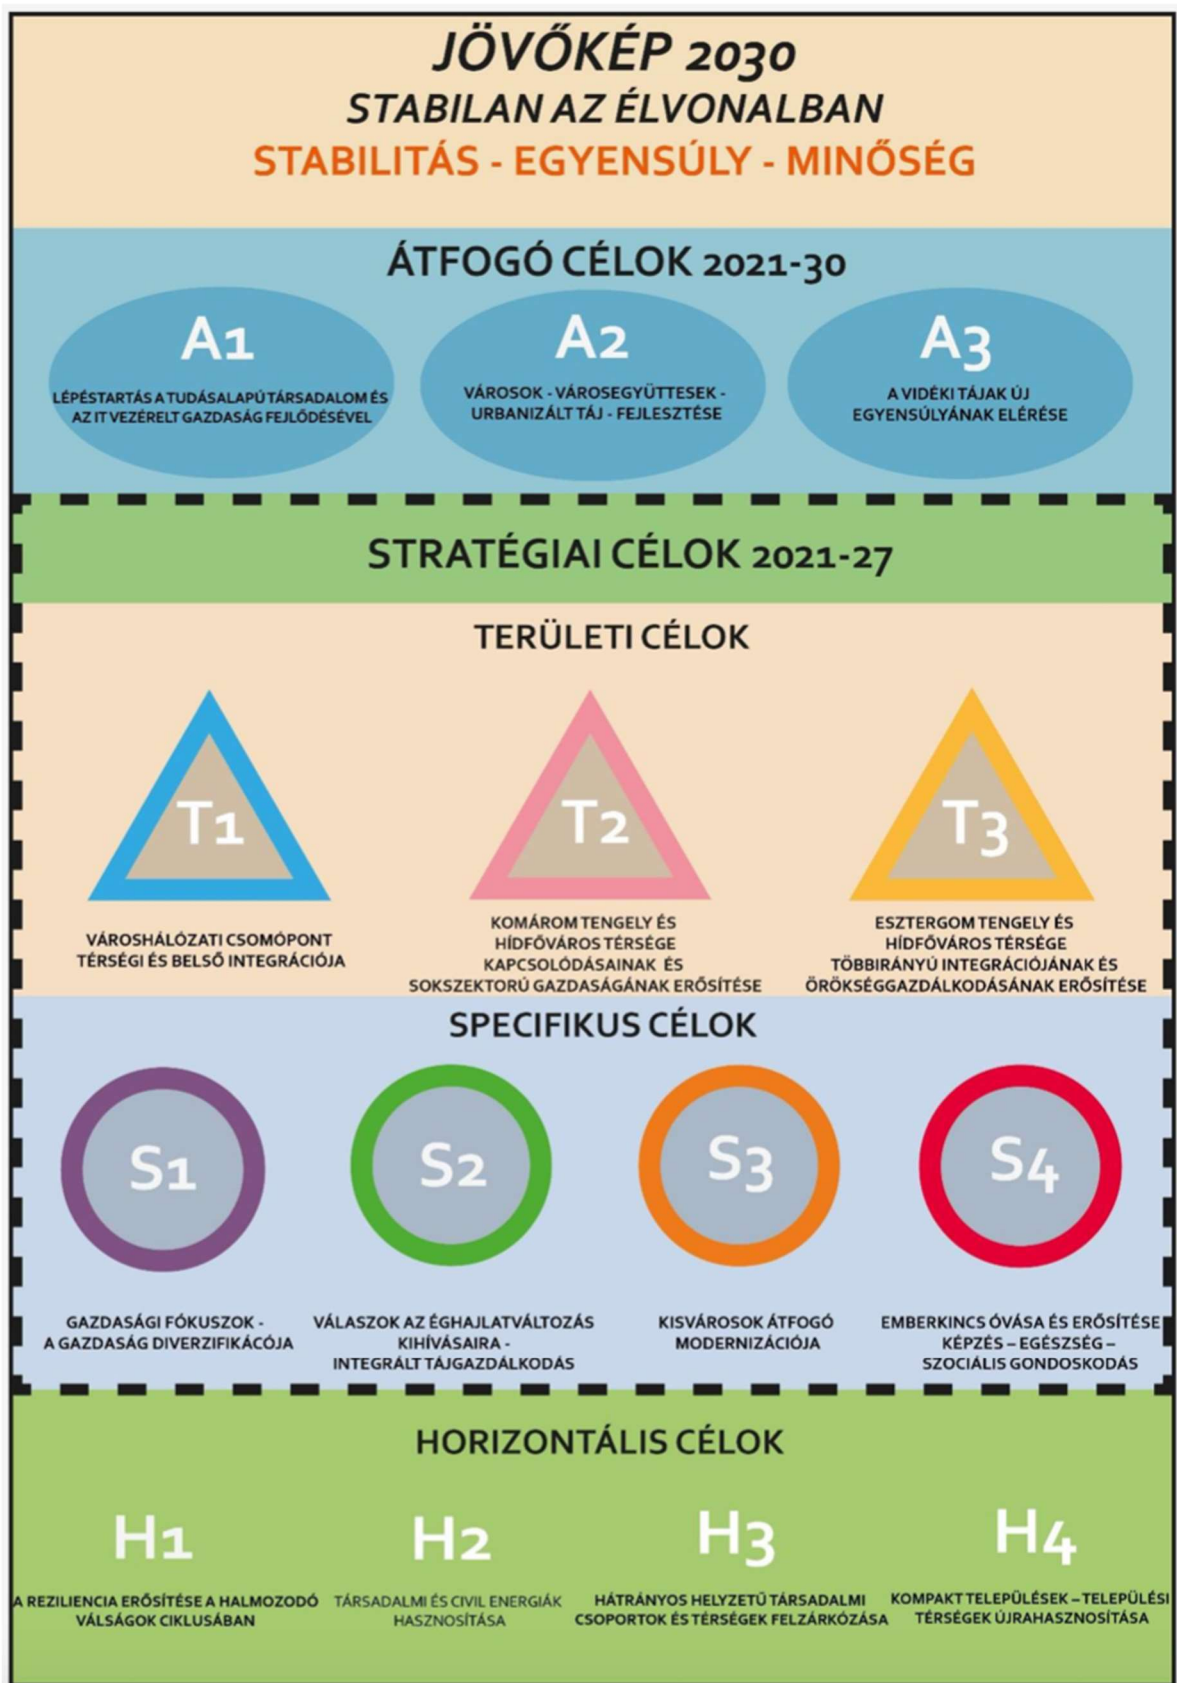 JÖVŐKÉP 2030
STABILAN AZ ÉLVONALBAN
STABILITÁS - EGYENSÚLY - MINŐSÉG
ÁTFOGÓ CÉLOK 2021-30
A1
LÉPÉSTARTÁS A TUDÁSALAPÚ TÁRSADALOM ÉS
AZ IT VEZÉRELT GAZDASÁG FEJLŐDÉSÉVEL
A2
VÁROSOK - VÁROSEGYÜTTESEK -
URBANIZÁLT TÁJ - FEJLESZTÉSE
A3
A VIDÉKI TÁJAK ÚJ
EGYENSÚLYÁNAK ELÉRÉSE
STRATÉGIAI CÉLOK 2021-27
TERÜLETI CÉLOK
T1
VÁROSHÁLÓZATI CSOMÓPONT
TÉRSÉGI ÉS BELSŐ INTEGRÁCIÓJA
T2
KOMÁROM TENGELY ÉS
HÍDFŐVÁROS TÉRSÉGE
KAPCSOLÓDÁSAINAK ÉS
SOKSZEKTORÚ GAZDASÁGÁNAK ERŐSÍTÉSE
T3
ESZTERGOM TENGELY ÉS
HÍDFŐVÁROS TÉRSÉGE
TÖBBIRÁNYÚ INTEGRÁCIÓJÁNAK ÉS
ÖRÖKSÉGGAZDÁLKODÁSÁNAK ERŐSÍTÉSE
SPECIFIKUS CÉLOK
S1
GAZDASÁGI FÓKUSZOK -
A GAZDASÁG DIVERZIFIKÁCÓJA
S2
VÁLASZOK AZ ÉGHAJLATVÁLTOZÁS
KIHÍVÁSAIRA -
INTEGRÁLT TÁJGAZDÁLKODÁS
S3
KISVÁROSOK ÁTFOGÓ
MODERNIZÁCIÓJA
S4
EMBERKINCS ÓVÁSA ÉS ERŐSÍTÉSE
KÉPZÉS – EGÉSZSÉG –
SZOCIÁLIS GONDOSKODÁS
HORIZONTÁLIS CÉLOK
H1
A REZILIENCIA ERŐSÍTÉSE A HALMOZODÓ
VÁLSÁGOK CIKLUSÁBAN
H2
TÁRSADALMI ÉS CIVIL ENERGIÁK
HASZNOSÍTÁSA
H3
HÁTRÁNYOS HELYZETŰ TÁRSADALMI
CSOPORTOK ÉS TÉRSÉGEK FELZÁRKÓZÁSA
H4
KOMPAKT TELEPÜLÉSEK – TELEPÜLÉSI
TÉRSÉGEK ÚJRAHASZNOSÍTÁSA